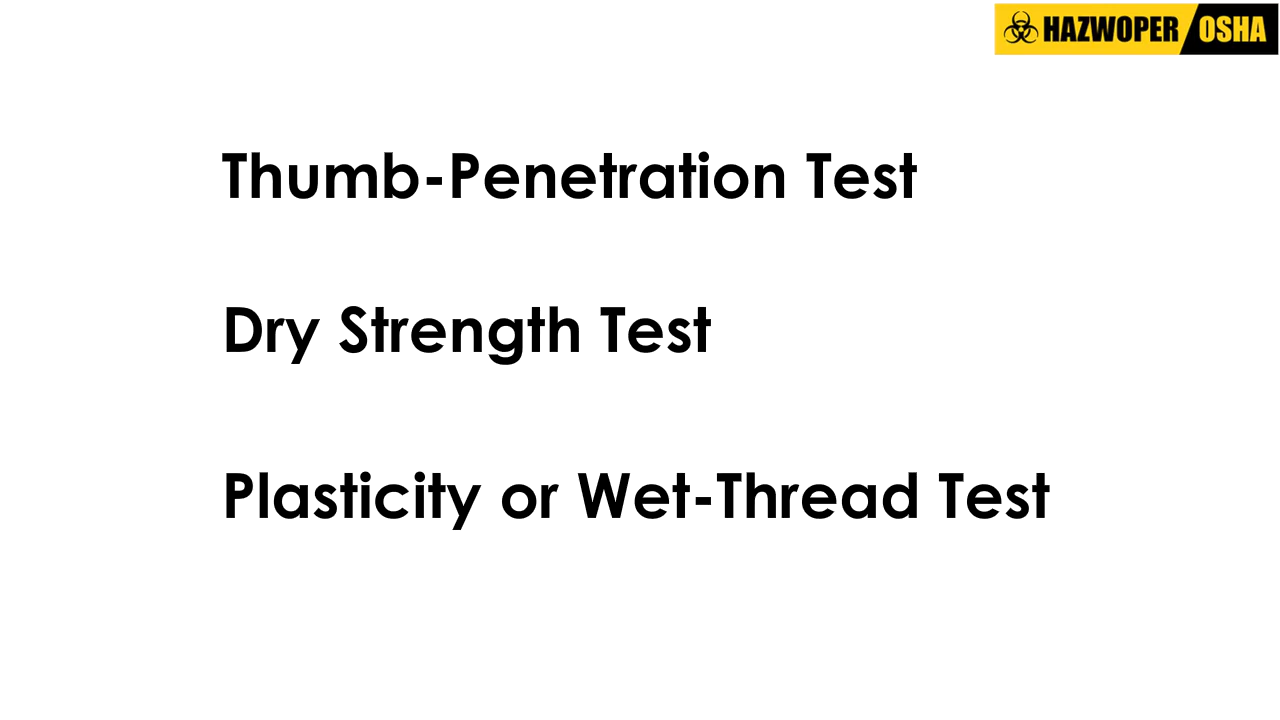 HAZWOPER OSHA
Thumb-Penetration Test
Dry Strength Test
Plasticity or Wet-Thread Test